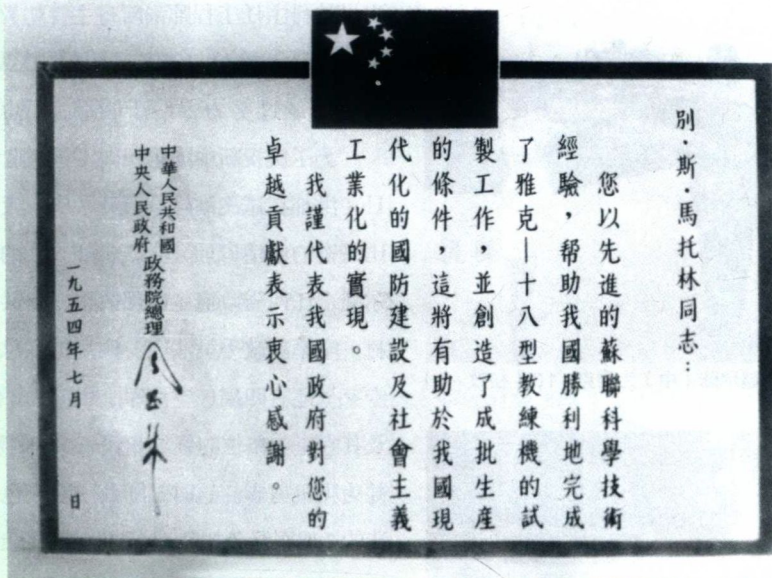 別·斯·馬托林同志：
您以先進的蘇聯科學技術
經驗，帮助我國勝利地完成
了雅克—十八型教練機的試
製工作，並創造了成批生產
的條件，這將有助於我國現
代化的國防建設及社會主義
工業化的實現。
我謹代表我國政府對您的
卓越貢獻表示衷心感謝。
中華人民共和國
中央人民政府
政務院總理
周恩来
一九五四年七月 日